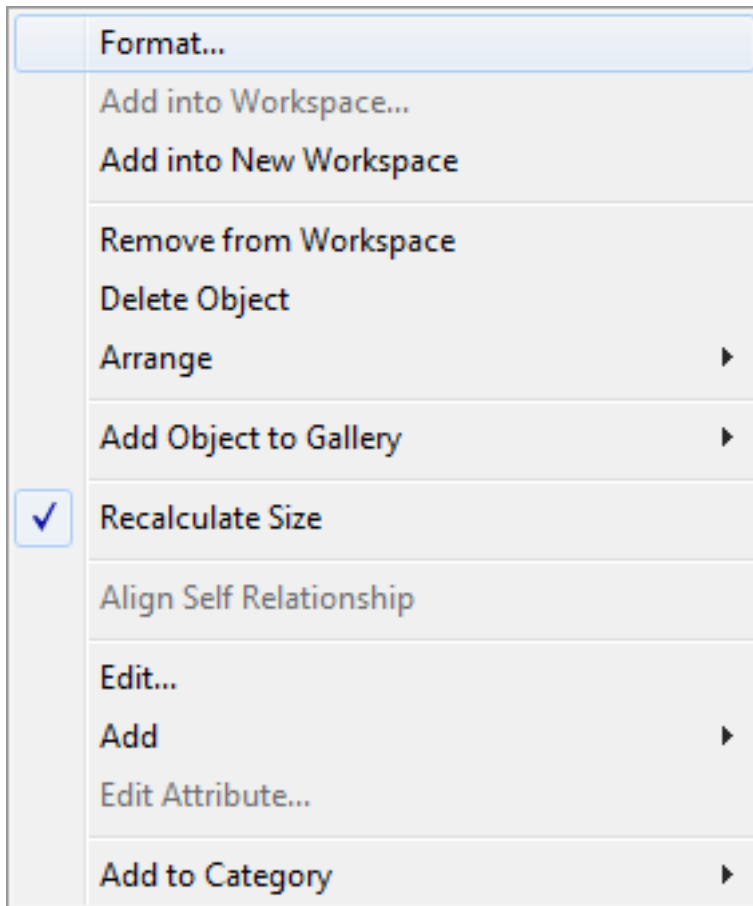 Format...
Add into Workspace...
Add into New Workspace
Remove from Workspace
Delete Object
Arrange
Add Object to Gallery
Recalculate Size
Align Self Relationship
Edit...
Add
Edit Attribute...
Add to Category